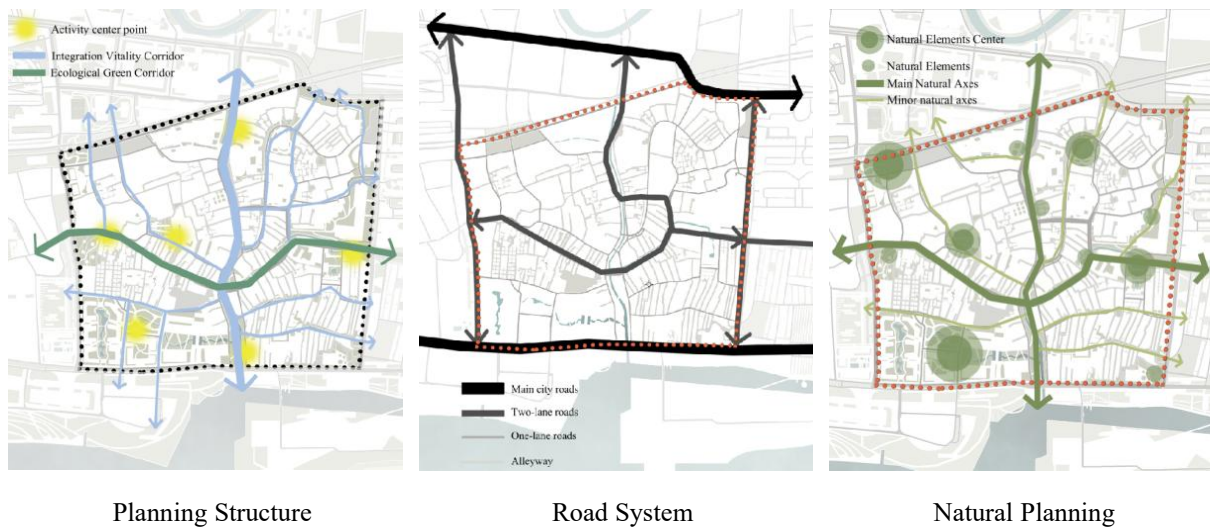 Activity center point
Integration Vitality Corridor
Ecological Green Corridor
Main city roads
Two-lane roads
One-lane roads
Alleyway
Natural Elements Center
Natural Elements
Main Natural Axes
Minor natural axes
Planning Structure
Road System
Natural Planning